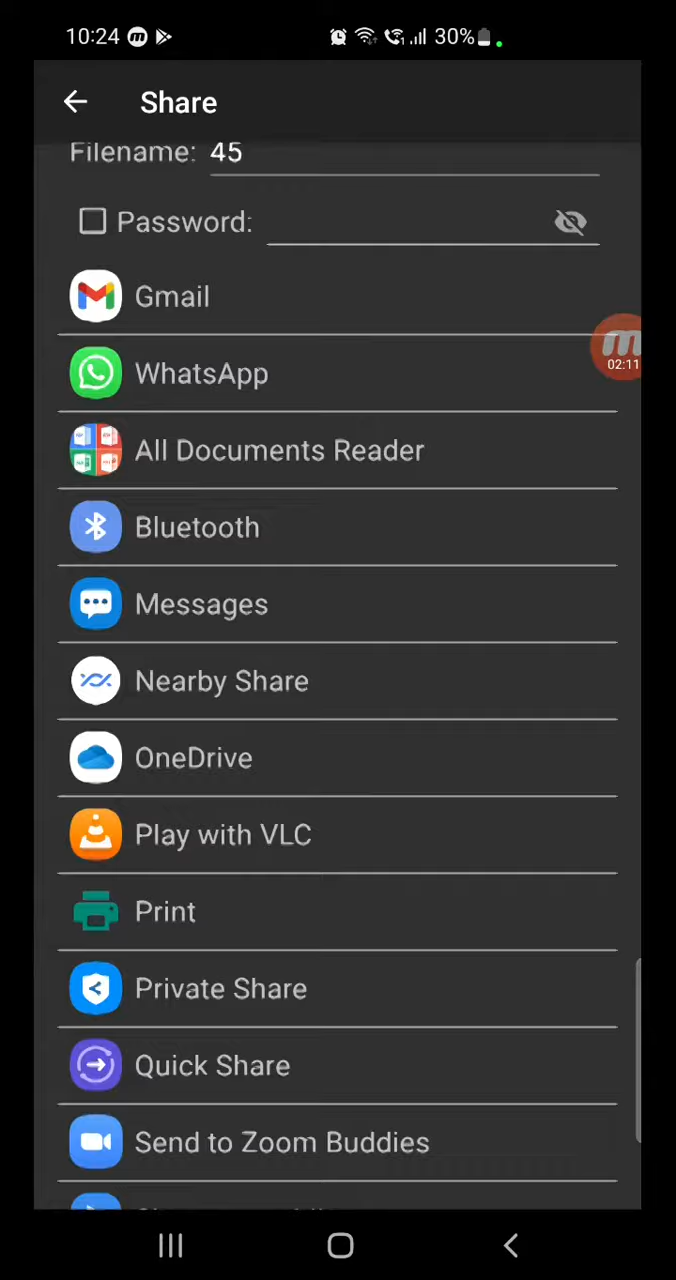 10:24
30%
Share
Filename: 45
Password:
Gmail
WhatsApp
02:11
All Documents Reader
Bluetooth
Messages
Nearby Share
OneDrive
Play with VLC
Print
Private Share
Quick Share
Send to Zoom Buddies